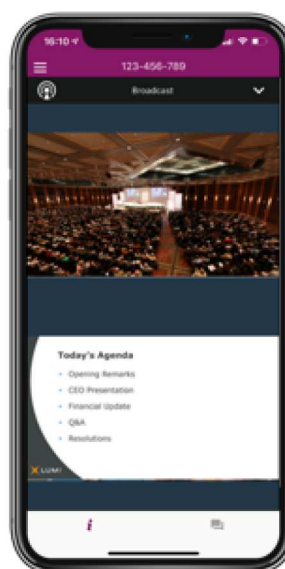 16:10
123-456-789
Broadcast
Today's Agenda
• Opening Remarks
• CEO Presentation
• Financial Update
• Q&A
• Resolutions
LUMI
i